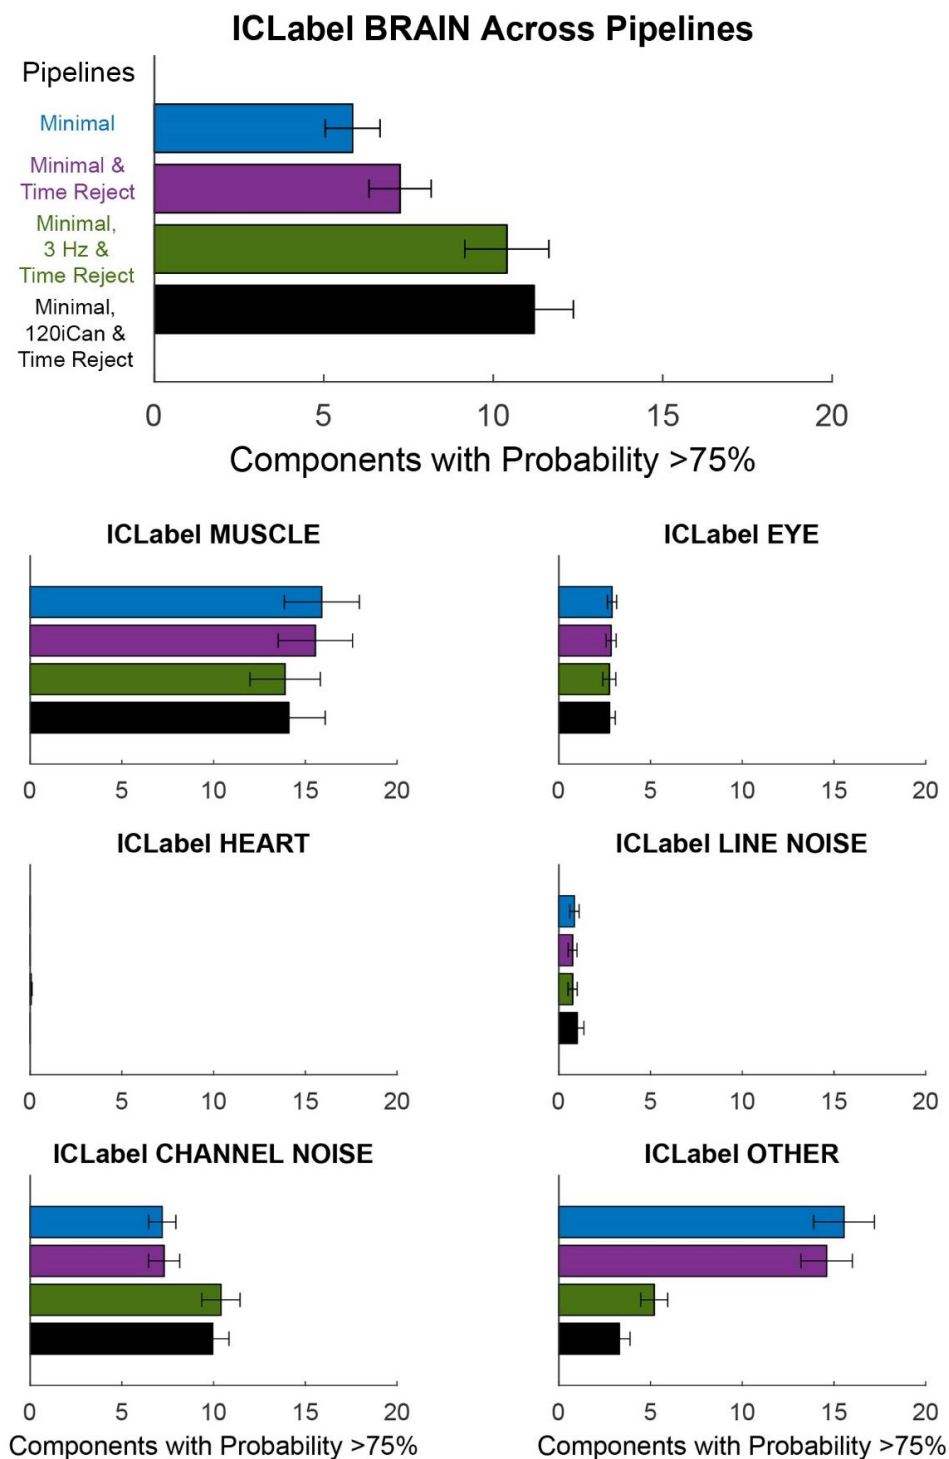 ICLabel BRAIN Across Pipelines
Pipelines
Minimal
Minimal &
Time Reject
Minimal,
3 Hz &
Time Reject
Minimal,
120iCan &
Time Reject
0 5 10 15 20
Components with Probability >75%
ICLabel MUSCLE
0 5 10 15 20
ICLabel EYE
0 5 10 15 20
ICLabel HEART
0 5 10 15 20
ICLabel LINE NOISE
0 5 10 15 20
ICLabel CHANNEL NOISE
0 5 10 15 20
Components with Probability >75%
ICLabel OTHER
0 5 10 15 20
Components with Probability >75%